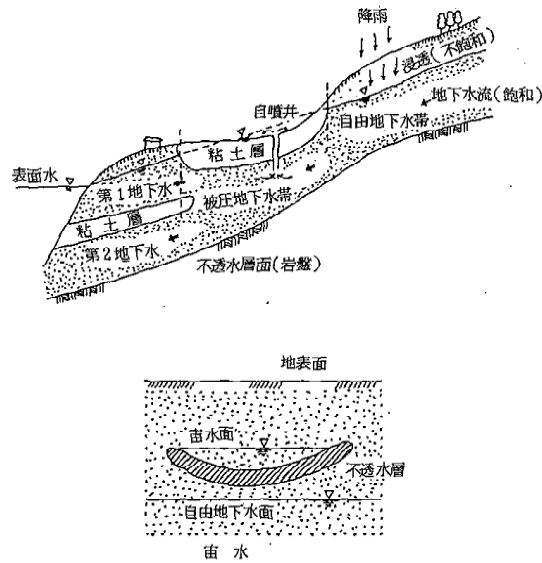 降雨
浸透(不飽和)
地下水流(飽和)
自噴井
自由地下水帯
粘土層
表面水
第1地下水
被圧地下水帯
粘土層
第2地下水
不透水層面(岩盤)
地表面
宙水面
不透水層
自由地下水面
宙水